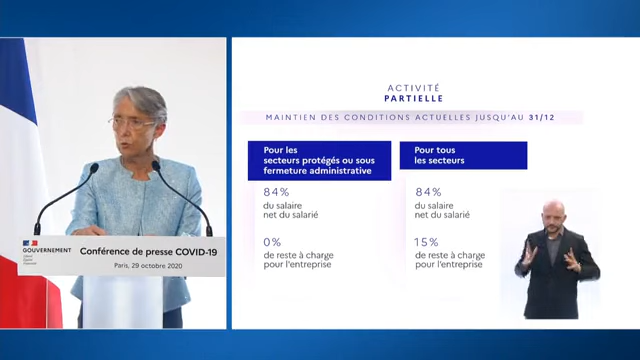 GOUVERNEMENT
Conférence de presse COVID-19
Paris, 29 octobre 2020
ACTIVITÉ
PARTIELLE
MAINTIEN DES CONDITIONS ACTUELLES JUSQU'AU 31/12
Pour les
secteurs protégés ou sous
fermeture administrative
84%
du salaire
net du salarié
0%
de reste à charge
pour l'entreprise
Pour tous
les secteurs
84%
du salaire
net du salarié
15%
de reste à charge
pour l'entreprise